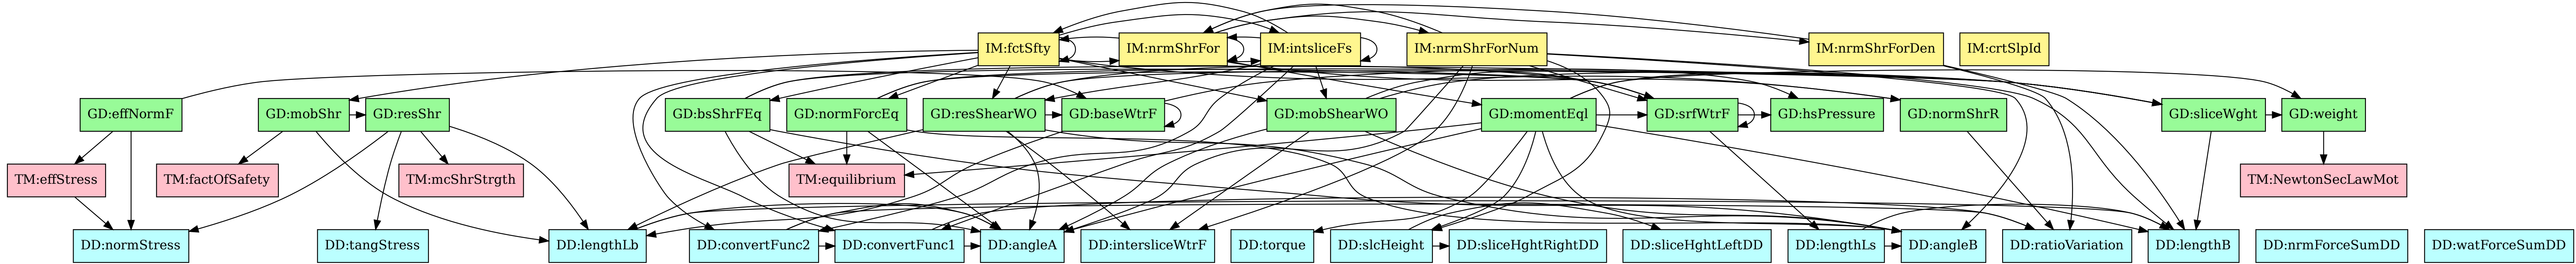 IM:fctSfty
IM:nrmShrFor
IM:intsliceFs
IM:nrmShrForNum
IM:nrmShrForDen
IM:crtSlpId
GD:effNormF
GD:mobShr
GD:resShr
GD:bsShrFEq
GD:normForcEq
GD:resShearWO
GD:baseWtrF
GD:mobShearWO
GD:momentEql
GD:srfWtrF
GD:hsPressure
GD:normShrR
GD:sliceWght
GD:weight
TM:effStress
TM:factOfSafety
TM:mcShrStrgth
TM:equilibrium
TM:NewtonSecLawMot
DD:normStress
DD:tangStress
DD:lengthLb
DD:convertFunc2
DD:convertFunc1
DD:angleA
DD:intersliceWtrF
DD:torque
DD:slcHeight
DD:sliceHghtRightDD
DD:sliceHghtLeftDD
DD:lengthLs
DD:angleB
DD:ratioVariation
DD:lengthB
DD:nrmForceSumDD
DD:watForceSumDD